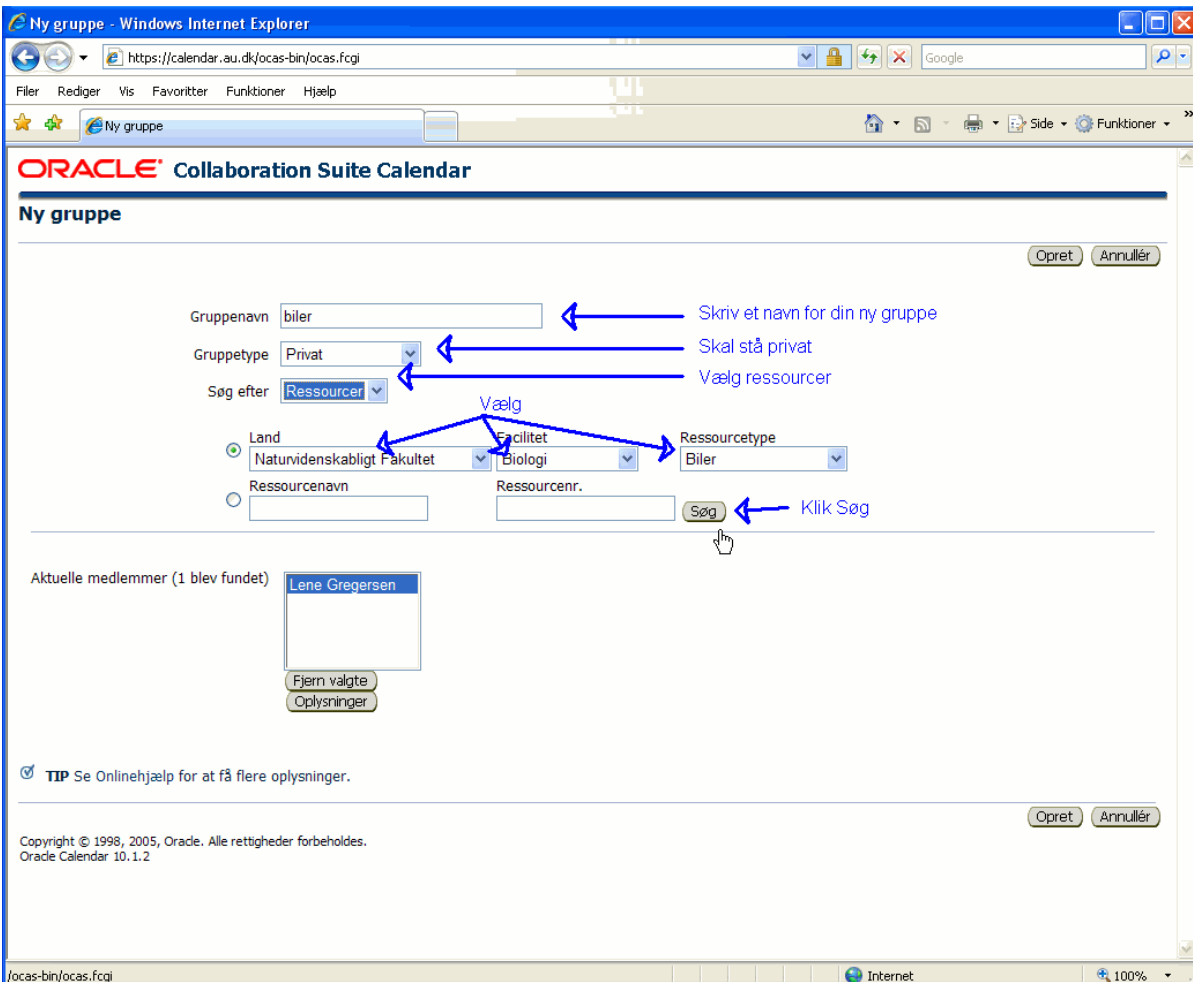 Ny gruppe - Windows Internet Explorer
https://calendar.au.dk/ocas-bin/ocas.fcgi
Google
Filer Rediger Vis Favoritter Funktioner Hjælp
Ny gruppe
Side Funktioner »
ORACLE Collaboration Suite Calendar
Ny gruppe
Opret Annullér
Gruppenavn biler
Skriv et navn for din ny gruppe
Gruppetype Privat
Skal stå privat
Søg efter Ressourcer
Vælg ressourcer
Vælg
Land Facilitet Ressourcetype
Naturvidenskabligt Fakultet Biologi Biler
Ressourcenavn Ressourcenr.
Søg Klik Søg
Aktuelle medlemmer (1 blev fundet) Lene Gregersen
Fjern valgte
Oplysninger
TIP Se Onlinehjælp for at få flere oplysninger.
Opret Annullér
Copyright © 1998, 2005, Oracle. Alle rettigheder forbeholdes.
Oracle Calendar 10.1.2
/ocas-bin/ocas.fcgi Internet 100%